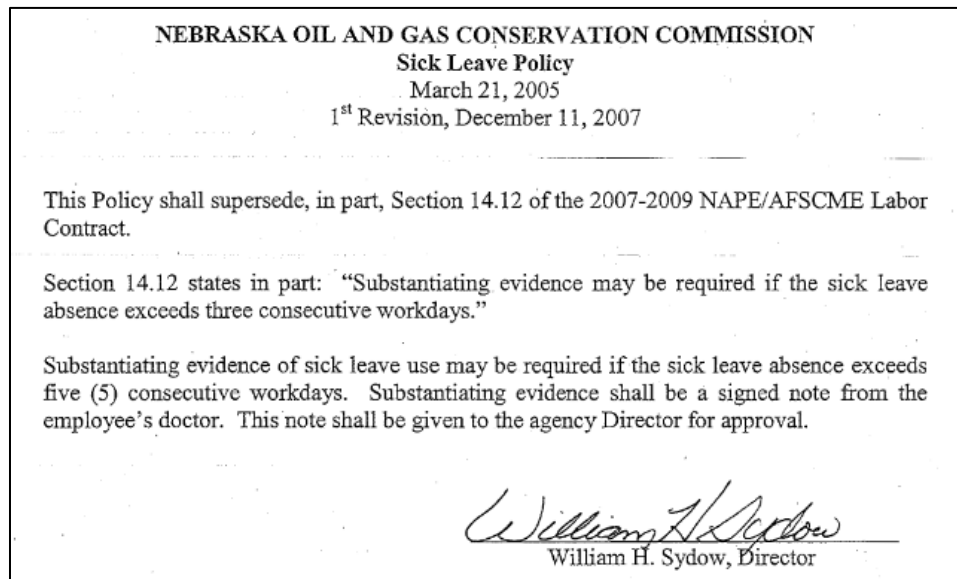 NEBRASKA OIL AND GAS CONSERVATION COMMISSION
Sick Leave Policy
March 21, 2005
1st Revision, December 11, 2007
This Policy shall supersede, in part, Section 14.12 of the 2007-2009 NAPE/AFSCME Labor
Contract.
Section 14.12 states in part: “Substantiating evidence may be required if the sick leave
absence exceeds three consecutive workdays.”
Substantiating evidence of sick leave use may be required if the sick leave absence exceeds
five (5) consecutive workdays. Substantiating evidence shall be a signed note from the
employee’s doctor. This note shall be given to the agency Director for approval.
William H Sydow
William H. Sydow, Director